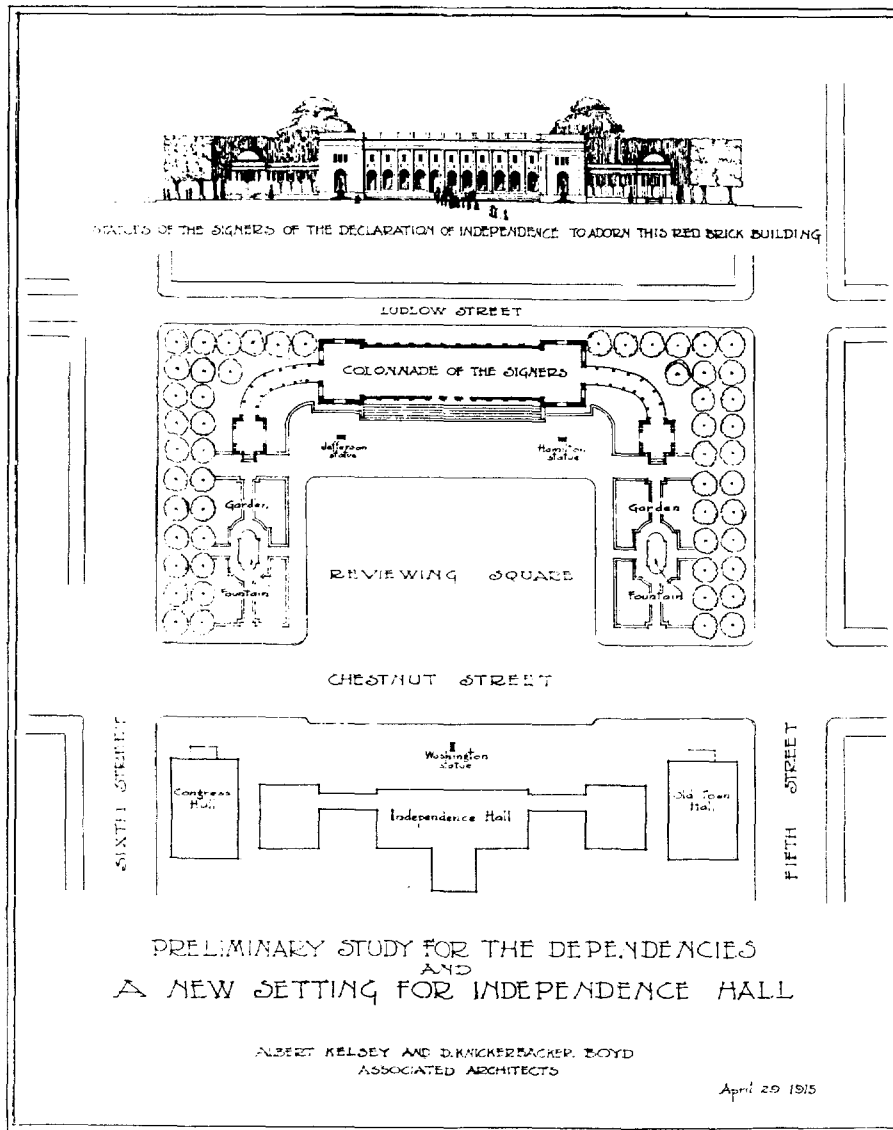 STATUES OF THE SIGNERS OF THE DECLARATION OF INDEPENDENCE TO ADORN THIS RED BRICK BUILDING
LUDLOW STREET
COLONNADE OF THE SIGNERS
Jefferson
statue
Hamilton
statue
Garden
Garden
REVIEWING SQUARE
Fountain
Fountain
CHESTNUT STREET
SIXTH STREET
Washington
statue
FIFTH STREET
Congress
Hall
Independence Hall
Old Town
Hall
PRELIMINARY STUDY FOR THE DEPENDENCIES
AND
A NEW SETTING FOR INDEPENDENCE HALL
ALBERT KELSEY AND D. KNICKERBACKER BOYD
ASSOCIATED ARCHITECTS
April 29 1915